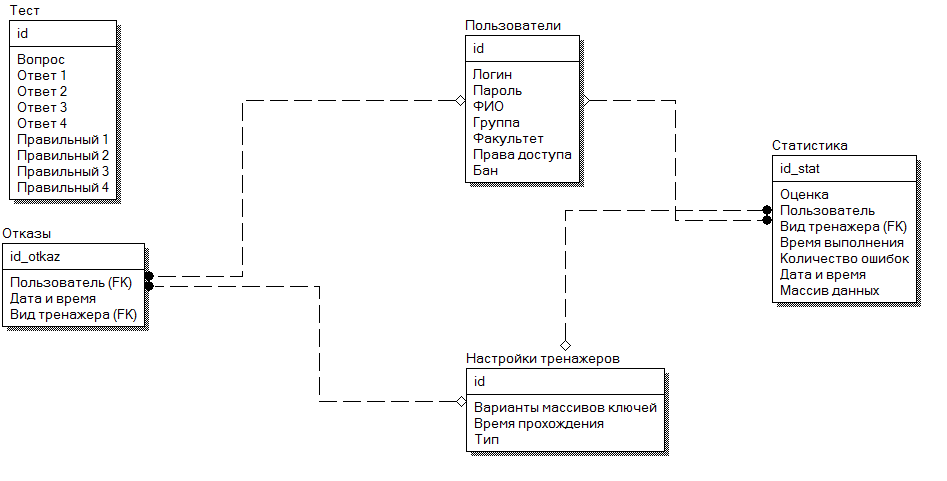 Тест
id
Вопрос
Ответ 1
Ответ 2
Ответ 3
Ответ 4
Правильный 1
Правильный 2
Правильный 3
Правильный 4
Пользователи
id
Логин
Пароль
ФИО
Группа
Факультет
Права доступа
Бан
Статистика
id_stat
Оценка
Пользователь
Вид тренажера (FK)
Время выполнения
Количество ошибок
Дата и время
Массив данных
Отказы
id_otkaz
Пользователь (FK)
Дата и время
Вид тренажера (FK)
Настройки тренажеров
id
Варианты массивов ключей
Время прохождения
Тип